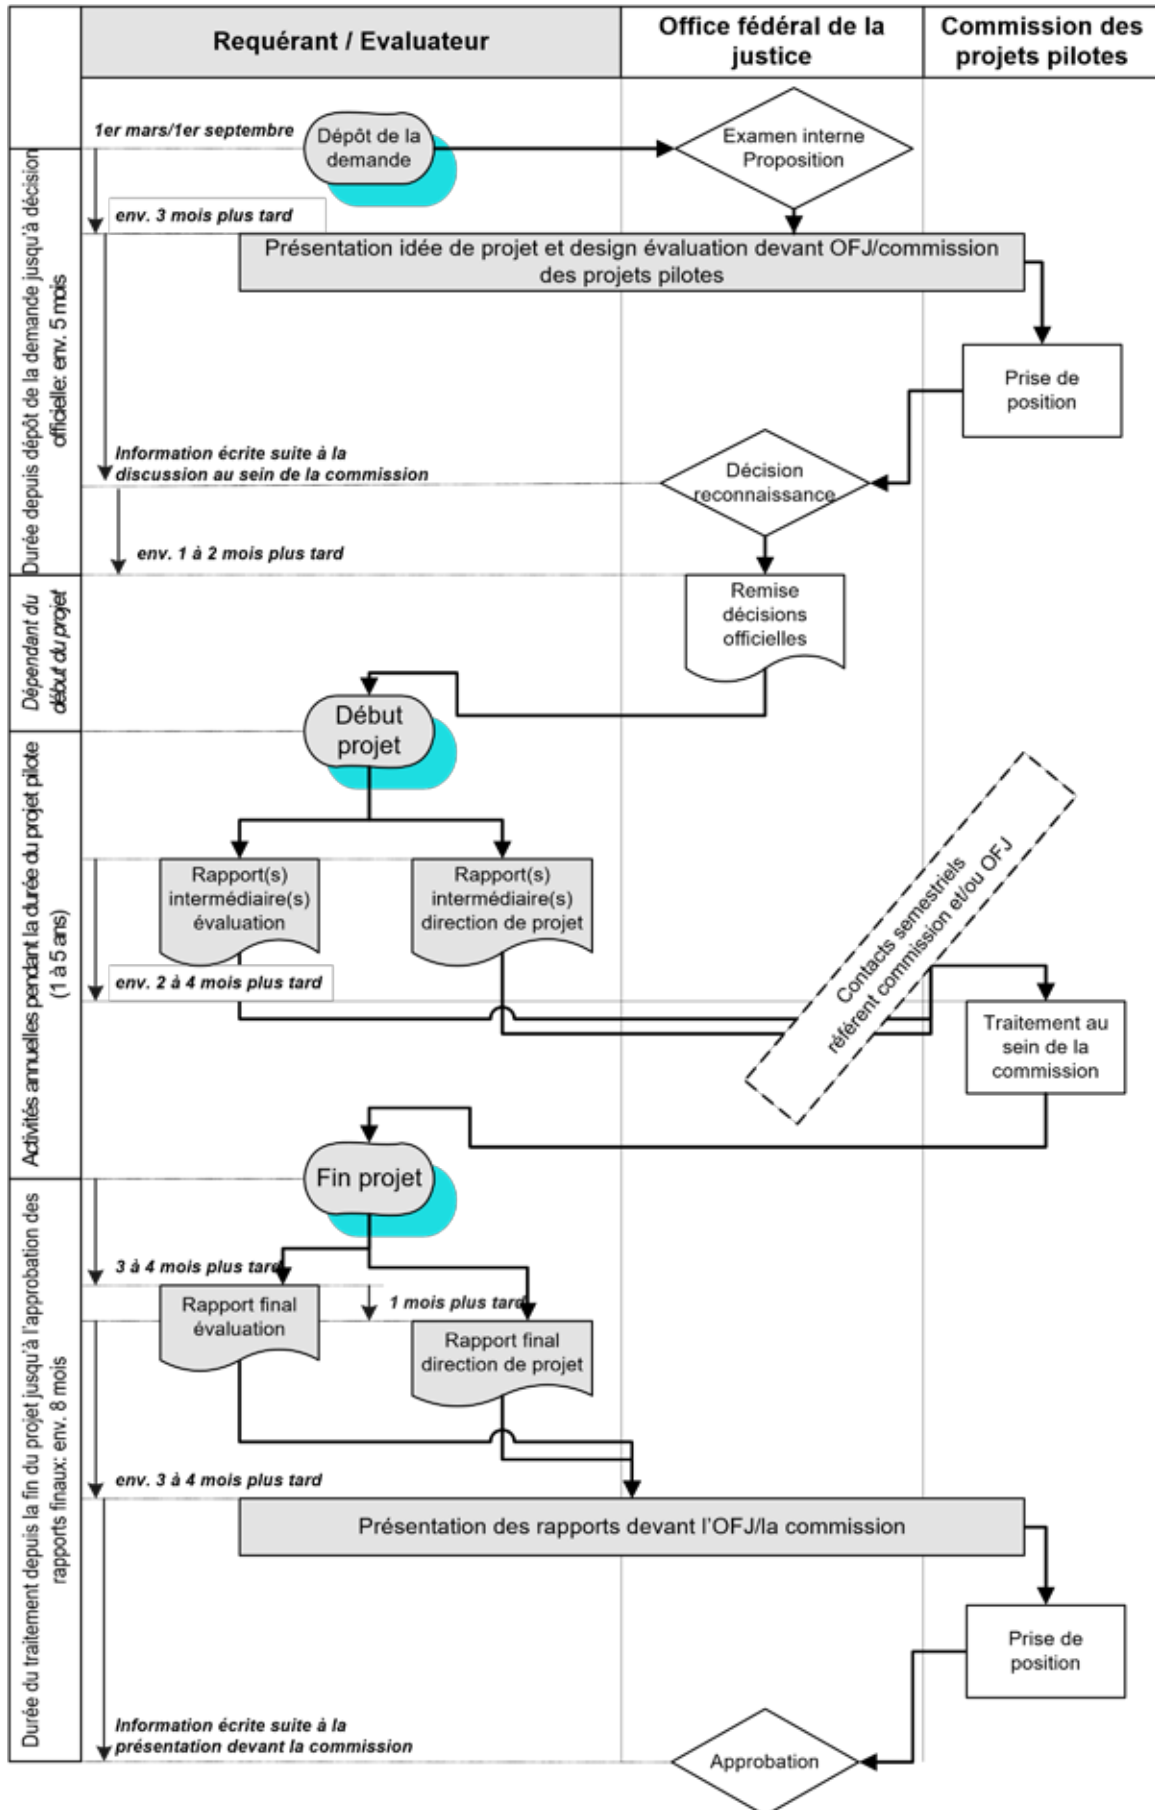 Requérant / Evaluateur
Office fédéral de la
justice
Commission des
projets pilotes
1er mars/1er septembre
Dépôt de la
demande
Examen interne
Proposition
env. 3 mois plus tard
Présentation idée de projet et design évaluation devant OFJ/commission
des projets pilotes
Durée depuis dépôt de la demande jusqu'à décision
officielle: env. 5 mois
Prise de
position
Information écrite suite à la
discussion au sein de la commission
Décision
reconnaissance
env. 1 à 2 mois plus tard
Dépendant du
début du projet
Remise
décisions
officielles
Début
projet
Activités annuelles pendant la durée du projet pilote
(1 à 5 ans)
Rapport(s)
intermédiaire(s)
évaluation
Rapport(s)
intermédiaire(s)
direction de projet
Contacts semestriels
référent commission et/ou OFJ
env. 2 à 4 mois plus tard
Traitement au
sein de la
commission
Fin projet
Durée du traitement depuis la fin du projet jusqu'à l'approbation des
rapports finaux: env. 8 mois
3 à 4 mois plus tard
Rapport final
évaluation
1 mois plus tard
Rapport final
direction de projet
env. 3 à 4 mois plus tard
Présentation des rapports devant l'OFJ/la commission
Prise de
position
Information écrite suite à la
présentation devant la commission
Approbation